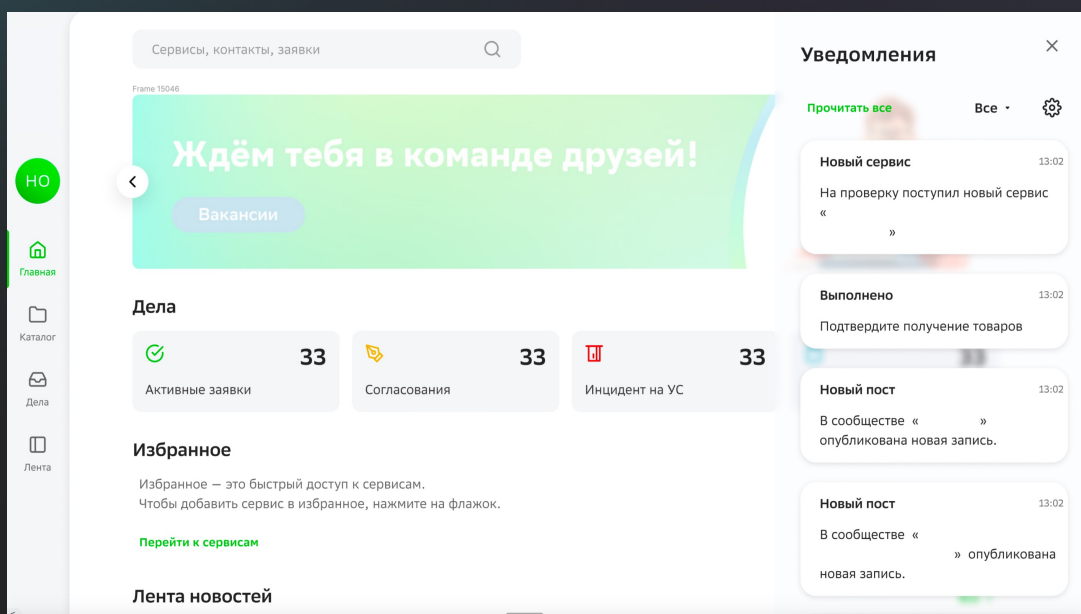 Сервисы, контакты, заявки
Frame 15046
Ждём тебя в команде друзей!
Вакансии
НО
Главная
Каталог
Дела
Лента
Дела
33
Активные заявки
33
Согласования
33
Инцидент на УС
Избранное
Избранное — это быстрый доступ к сервисам.
Чтобы добавить сервис в избранное, нажмите на флажок.
Перейти к сервисам
Лента новостей
Уведомления
Прочитать все
Все
Новый сервис 13:02
На проверку поступил новый сервис
«
»
Выполнено 13:02
Подтвердите получение товаров
33
Новый пост 13:02
В сообществе « »
опубликована новая запись.
Новый пост 13:02
В сообществе «
» опубликована
новая запись.